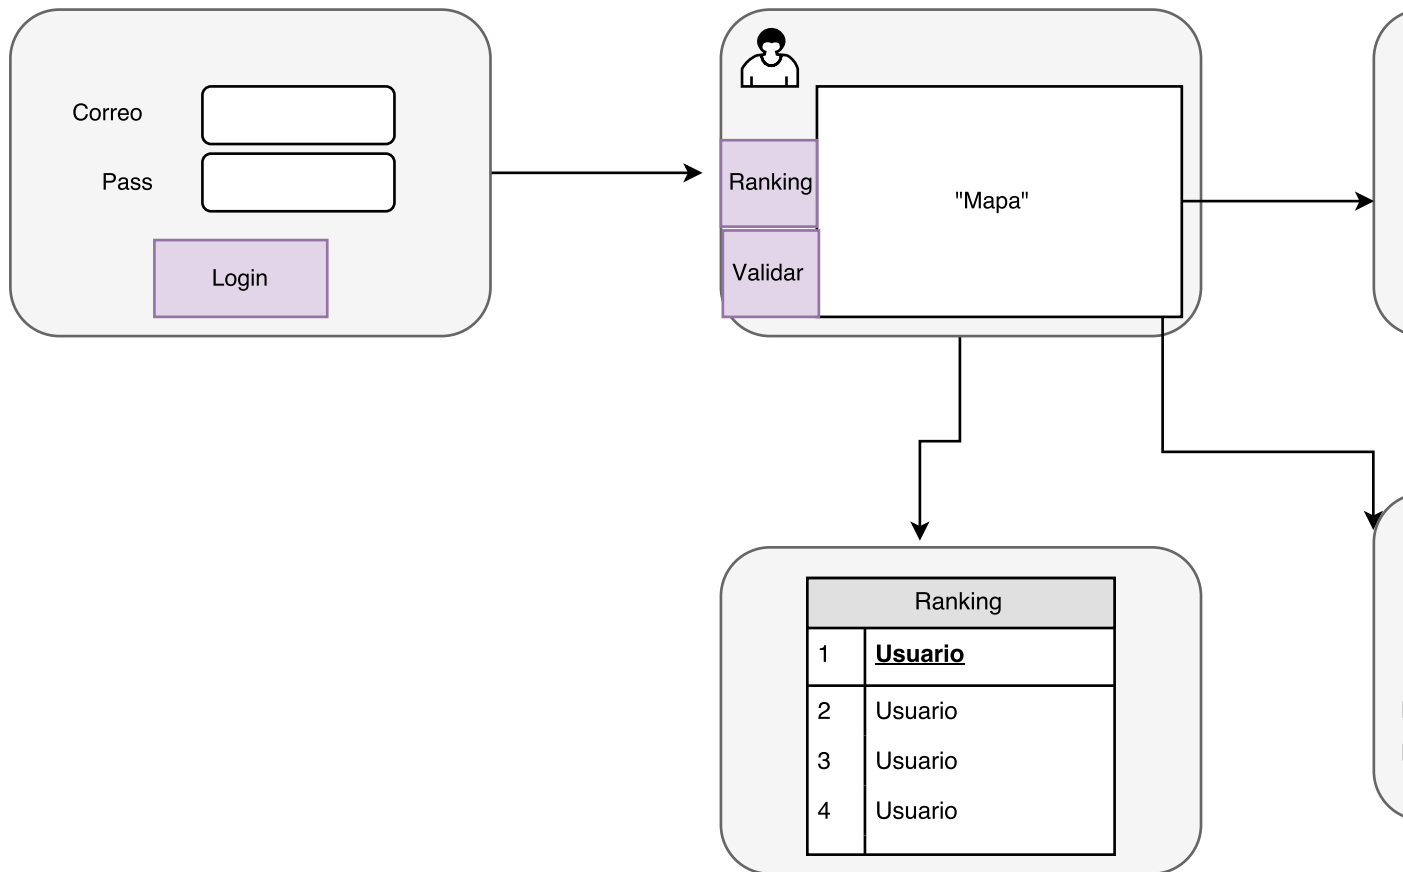 Correo
Pass
Login
Ranking
Validar
"Mapa"
Ranking
1 Usuario
2 Usuario
3 Usuario
4 Usuario